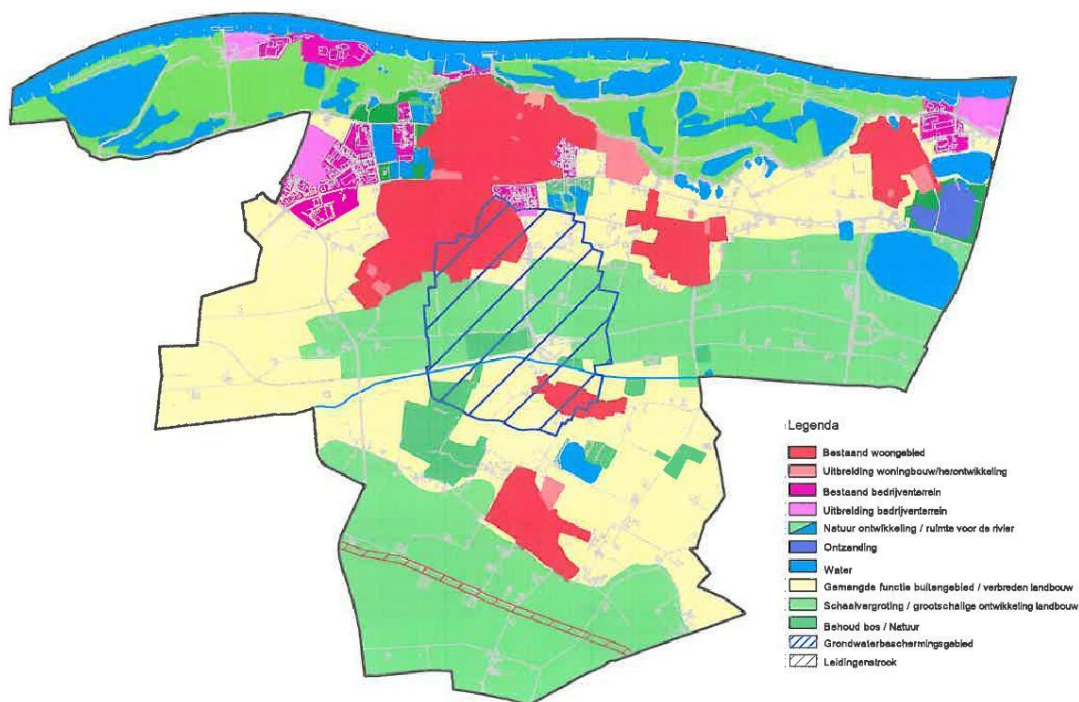 Legenda
Bestaand woongebied
Uitbreiding woningbouw/herontwikkeling
Bestaand bedrijventerrein
Uitbreiding bedrijventerrein
Natuur ontwikkeling / ruimte voor de rivier
Ontzanding
Water
Gemengde functie buitengebied / verbreden landbouw
Schaalvergroting / grootschalige ontwikkeling landbouw
Behoud bos / Natuur
Grondwaterbeschermingsgebied
Leidingenstrook